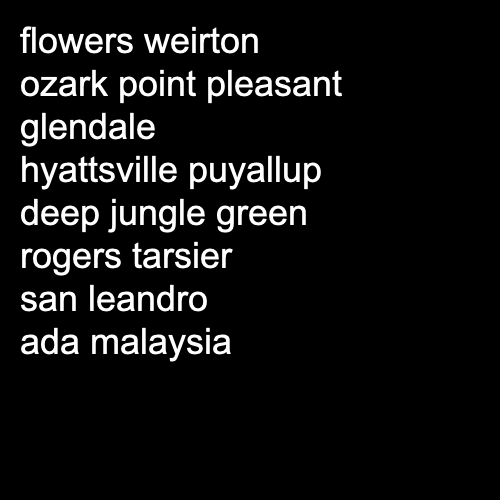 flowers weirton
ozark point pleasant
glendale
hyattsville puyallup
deep jungle green
rogers tarsier
san leandro
ada malaysia